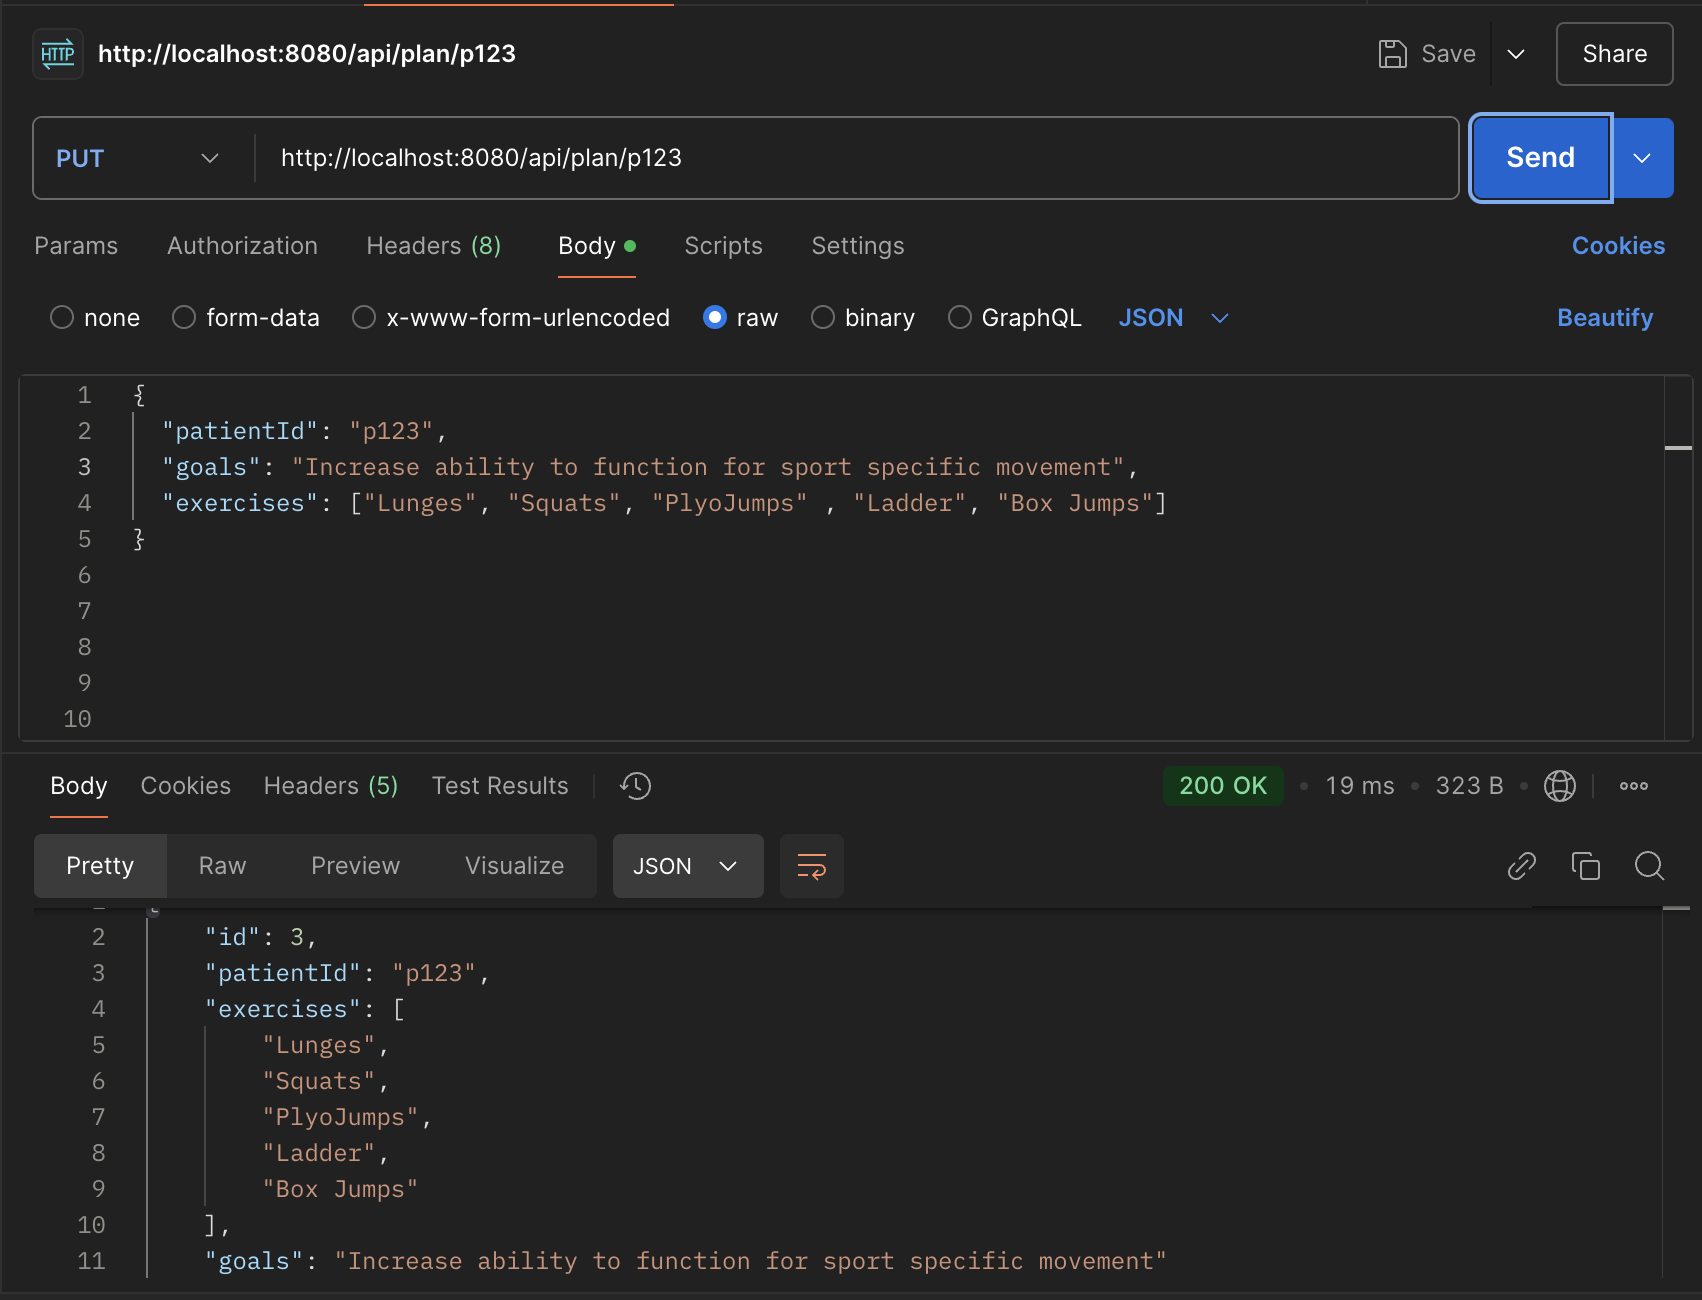 HTTP http://localhost:8080/api/plan/p123 Save Share
PUT http://localhost:8080/api/plan/p123 Send
Params Authorization Headers (8) Body Scripts Settings Cookies
none form-data x-www-form-urlencoded raw binary GraphQL JSON Beautify
1 {
2 "patientId": "p123",
3 "goals": "Increase ability to function for sport specific movement",
4 "exercises": ["Lunges", "Squats", "PlyoJumps" , "Ladder", "Box Jumps"]
5 }
6
7
8
9
10
Body Cookies Headers (5) Test Results 200 OK • 19 ms • 323 B •
Pretty Raw Preview Visualize JSON
2 "id": 3,
3 "patientId": "p123",
4 "exercises": [
5 "Lunges",
6 "Squats",
7 "PlyoJumps",
8 "Ladder",
9 "Box Jumps"
10 ],
11 "goals": "Increase ability to function for sport specific movement"